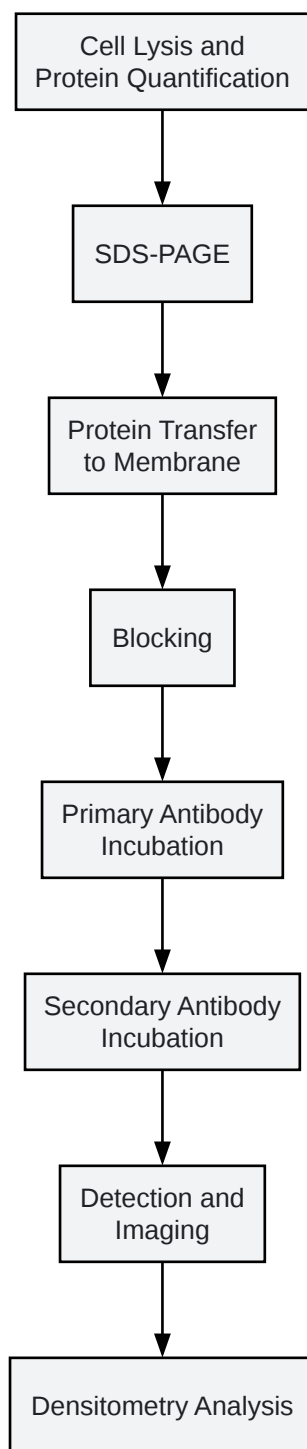 Cell Lysis and
Protein Quantification
SDS-PAGE
Protein Transfer
to Membrane
Blocking
Primary Antibody
Incubation
Secondary Antibody
Incubation
Detection and
Imaging
Densitometry Analysis